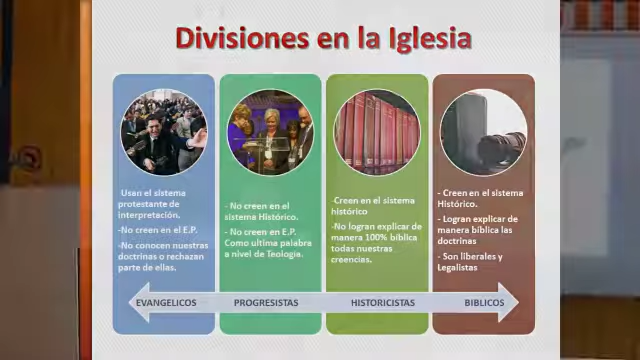 Divisiones en la Iglesia
Usan el sistema
protestante de
interpretación.
-No creen en el E.P.
-No conocen nuestras
doctrinas o rechazan
parte de ellas.
EVANGELICOS
- No creen en el
sistema Histórico.
- No creen en E.P.
Como ultima palabra
a nivel de Teología.
PROGRESISTAS
-Creen en el sistema
histórico
-No logran explicar de
manera 100% bíblica
todas nuestras
creencias.
HISTORICISTAS
- Creen en el sistema
Histórico.
- Logran explicar de
manera bíblica las
doctrinas
- Son liberales y
Legalistas
BIBLICOS